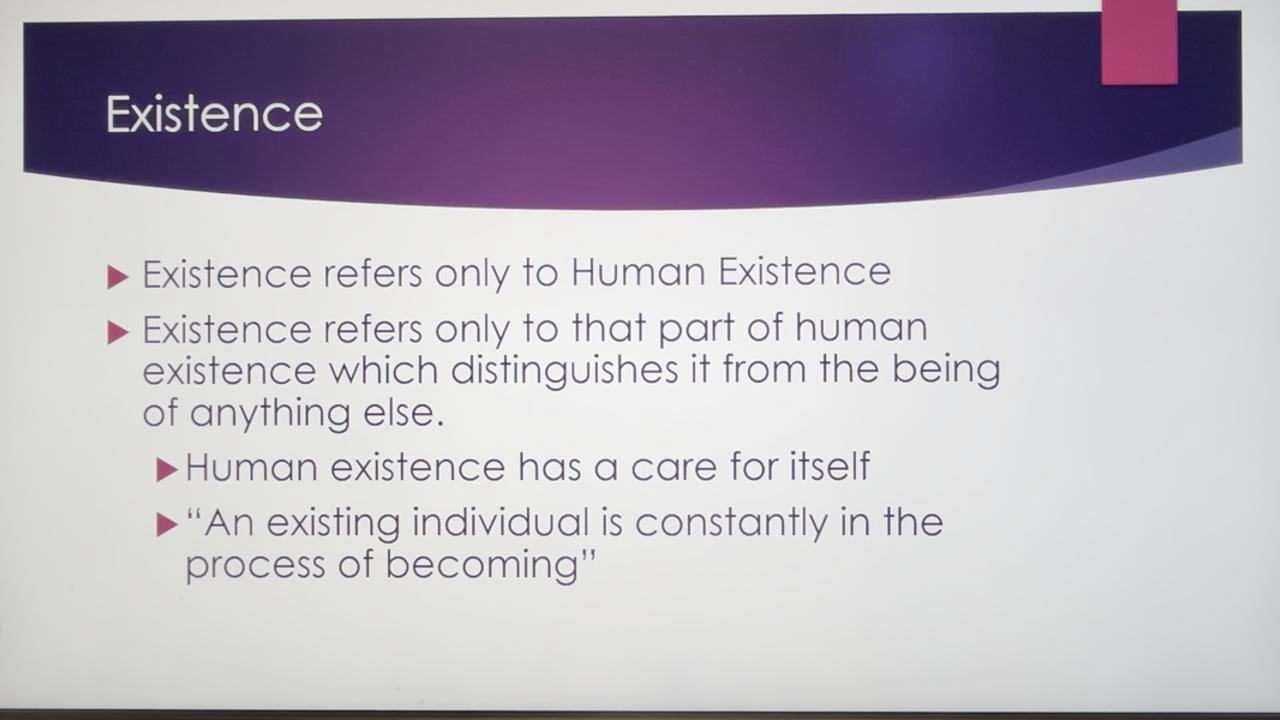 Existence
Existence refers only to Human Existence
Existence refers only to that part of human
existence which distinguishes it from the being
of anything else.
Human existence has a care for itself
“An existing individual is constantly in the
process of becoming”